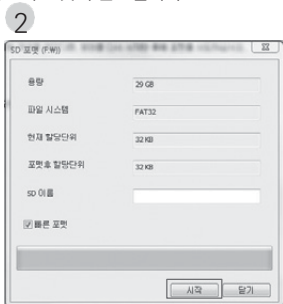 2
SD 포맷 (F:\\)
용량 29 GB
파일 시스템 FAT32
현재 할당단위 32 KB
포맷 후 할당단위 32 KB
SD 이름
빠른 포맷
시작 닫기